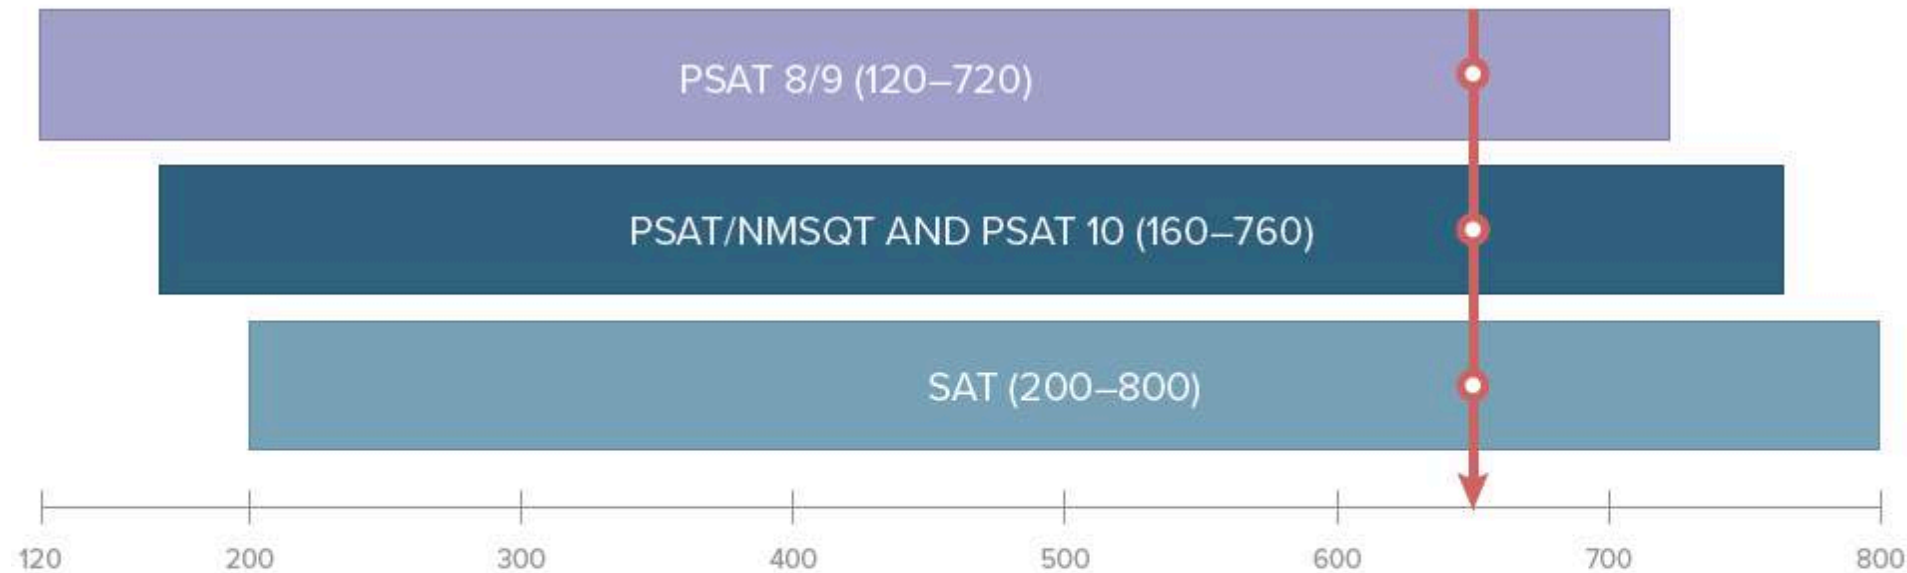 PSAT 8/9 (120–720)
PSAT/NMSQT AND PSAT 10 (160–760)
SAT (200–800)
120 200 300 400 500 600 700 800